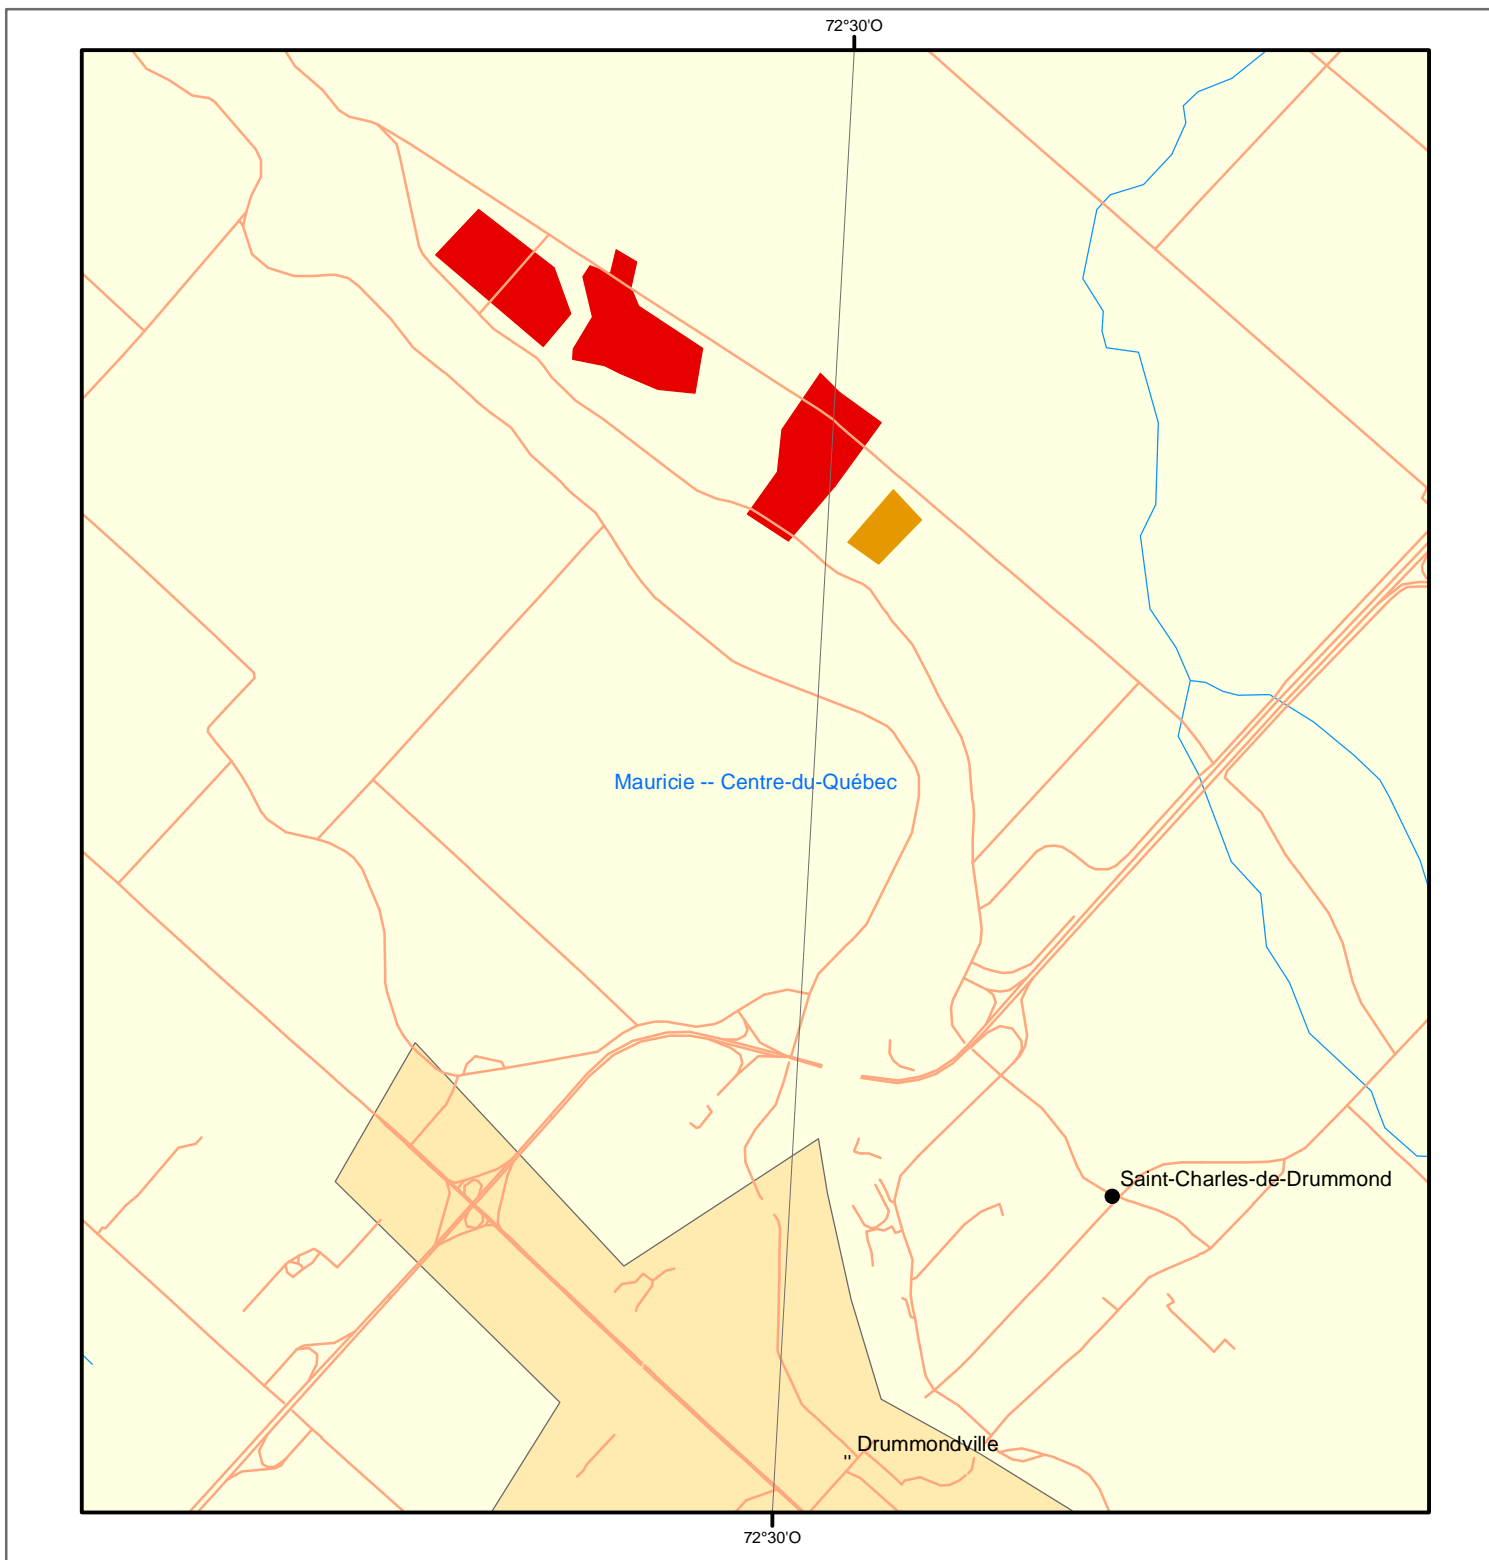 72°30'O
Mauricie -- Centre-du-Québec
Saint-Charles-de-Drummond
Drummondville
"
72°30'O